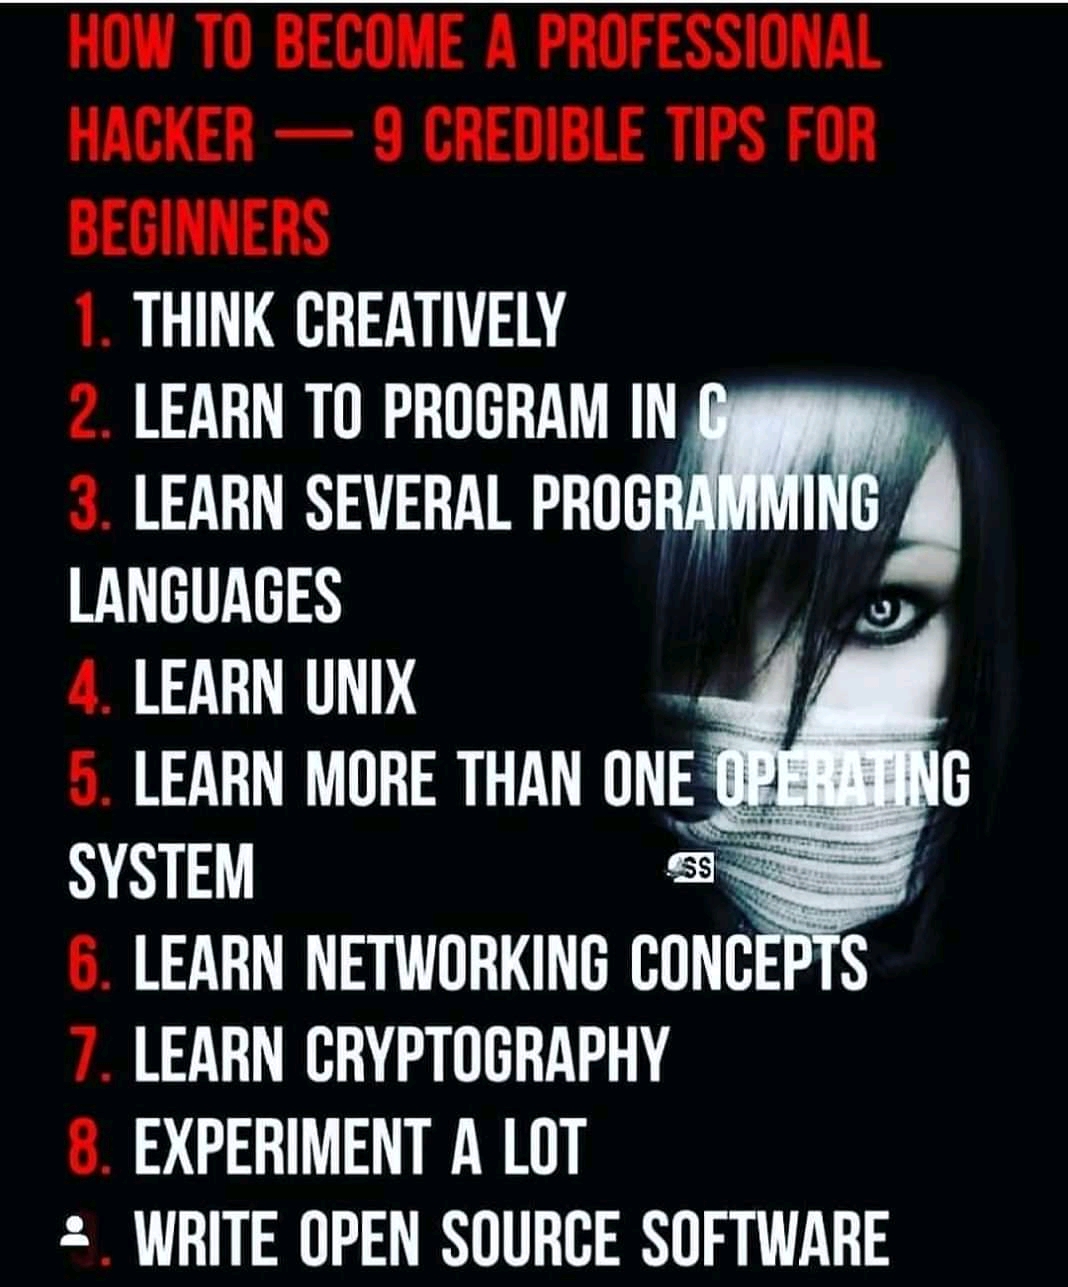 HOW TO BECOME A PROFESSIONAL
HACKER — 9 CREDIBLE TIPS FOR
BEGINNERS
1. THINK CREATIVELY
2. LEARN TO PROGRAM IN C
3. LEARN SEVERAL PROGRAMMING
LANGUAGES
4. LEARN UNIX
5. LEARN MORE THAN ONE OPERATING
SYSTEM
SS
6. LEARN NETWORKING CONCEPTS
7. LEARN CRYPTOGRAPHY
8. EXPERIMENT A LOT
9. WRITE OPEN SOURCE SOFTWARE